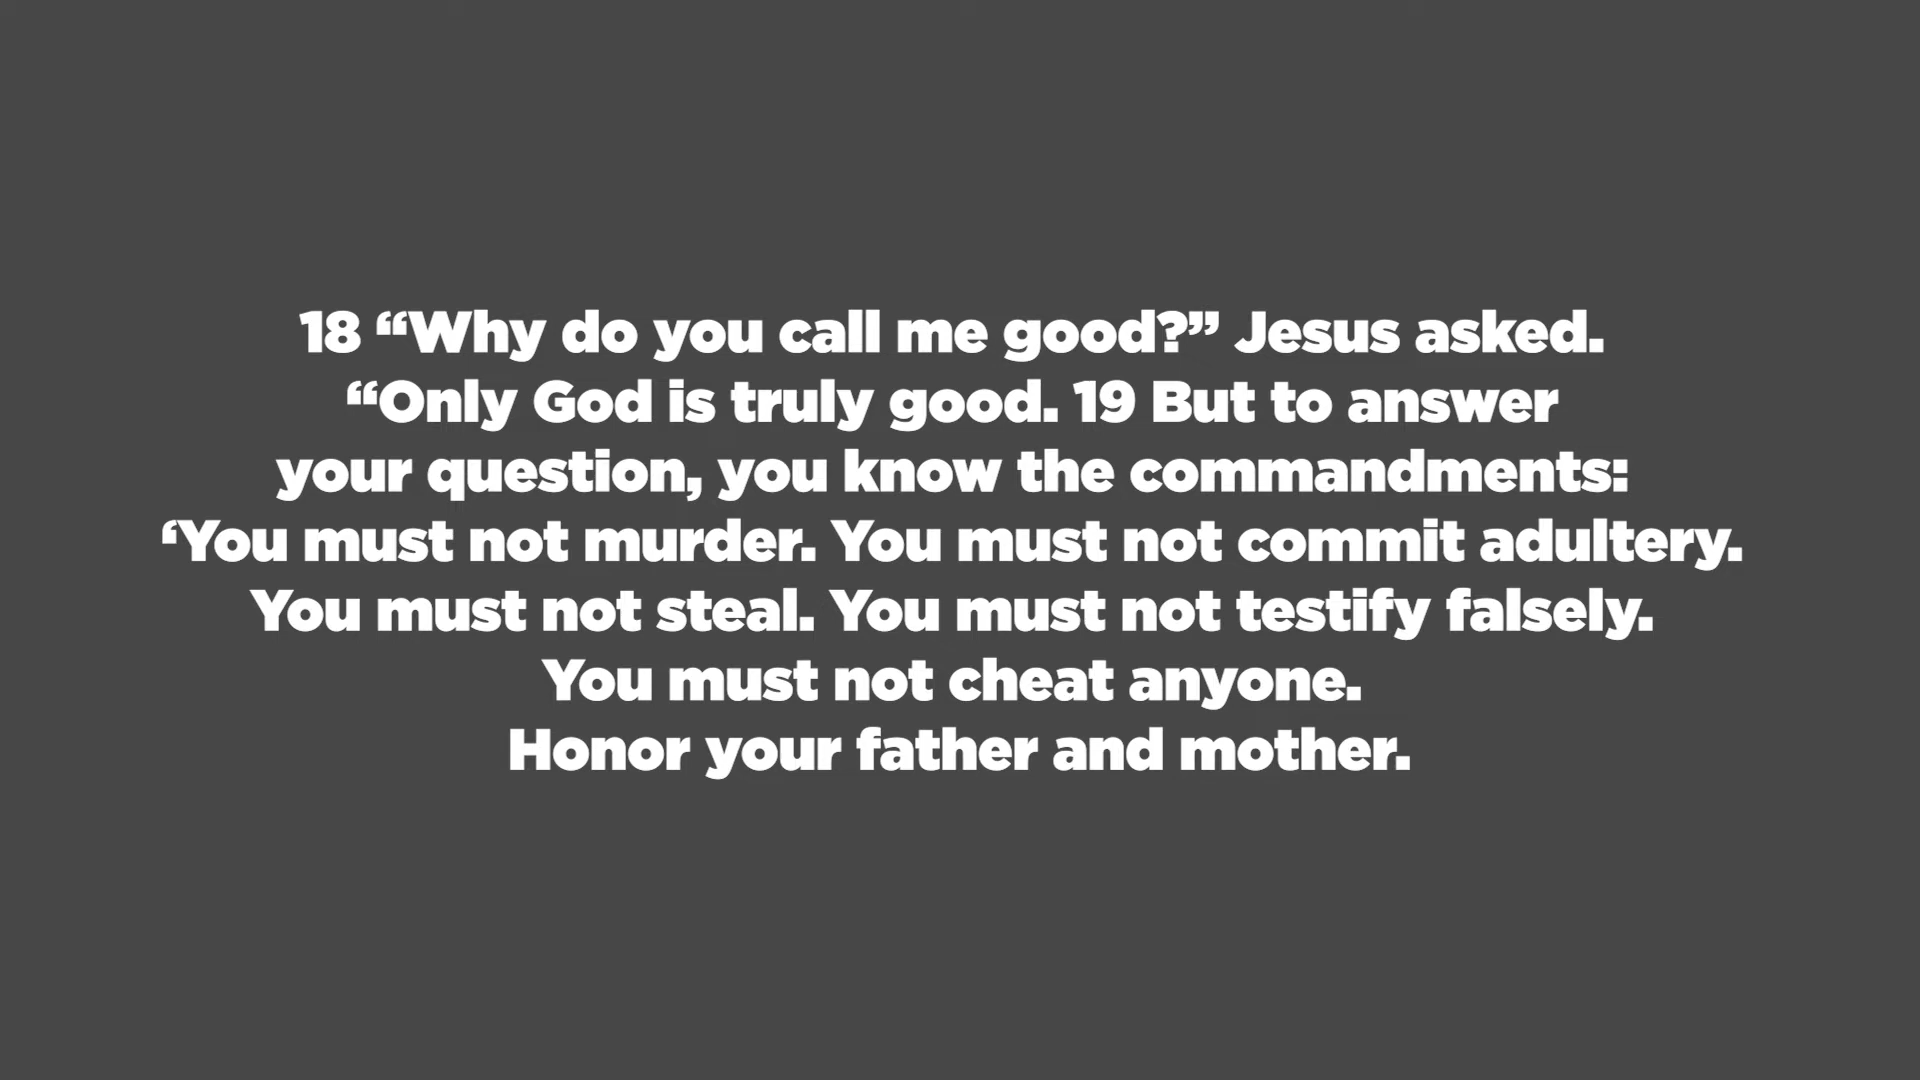 18 “Why do you call me good?” Jesus asked.
“Only God is truly good. 19 But to answer
your question, you know the commandments:
‘You must not murder. You must not commit adultery.
You must not steal. You must not testify falsely.
You must not cheat anyone.
Honor your father and mother.